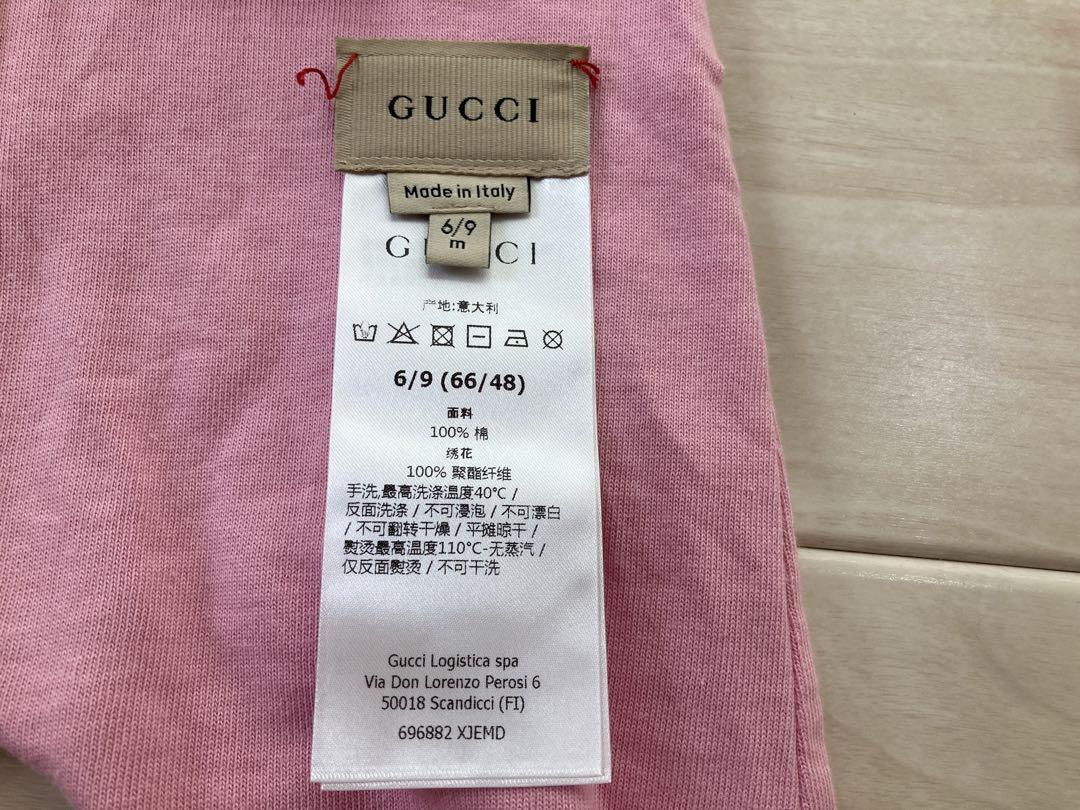 GUCCI
Made in Italy
6/9
m
G CI
产地:意大利
6/9 (66/48)
面料
100% 棉
绣花
100% 聚酯纤维
手洗,最高洗涤温度40°C /
反面洗涤 / 不可浸泡 / 不可漂白
/ 不可翻转干燥 / 平摊晾干 /
熨烫最高温度110°C-无蒸汽 /
仅反面熨烫 / 不可干洗
Gucci Logistica spa
Via Don Lorenzo Perosi 6
50018 Scandicci (FI)
696882 XJEMD